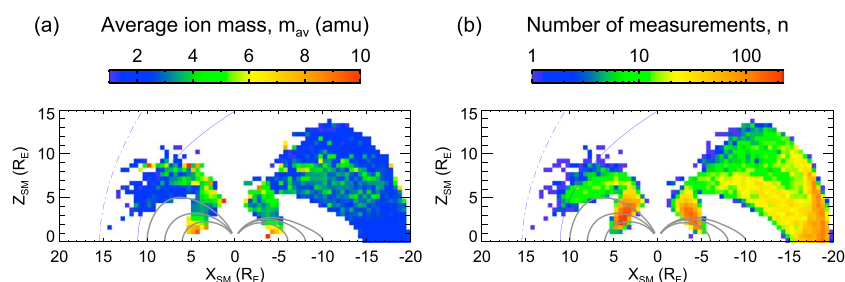 (a) Average ion mass, m_av (amu)
2 4 6 8 10
(b) Number of measurements, n
1 10 100
Z_SM (R_E)
15
10
5
0
20 15 10 5 0 -5 -10 -15 -20
X_SM (R_E)
Z_SM (R_E)
15
10
5
0
20 15 10 5 0 -5 -10 -15 -20
X_SM (R_E)